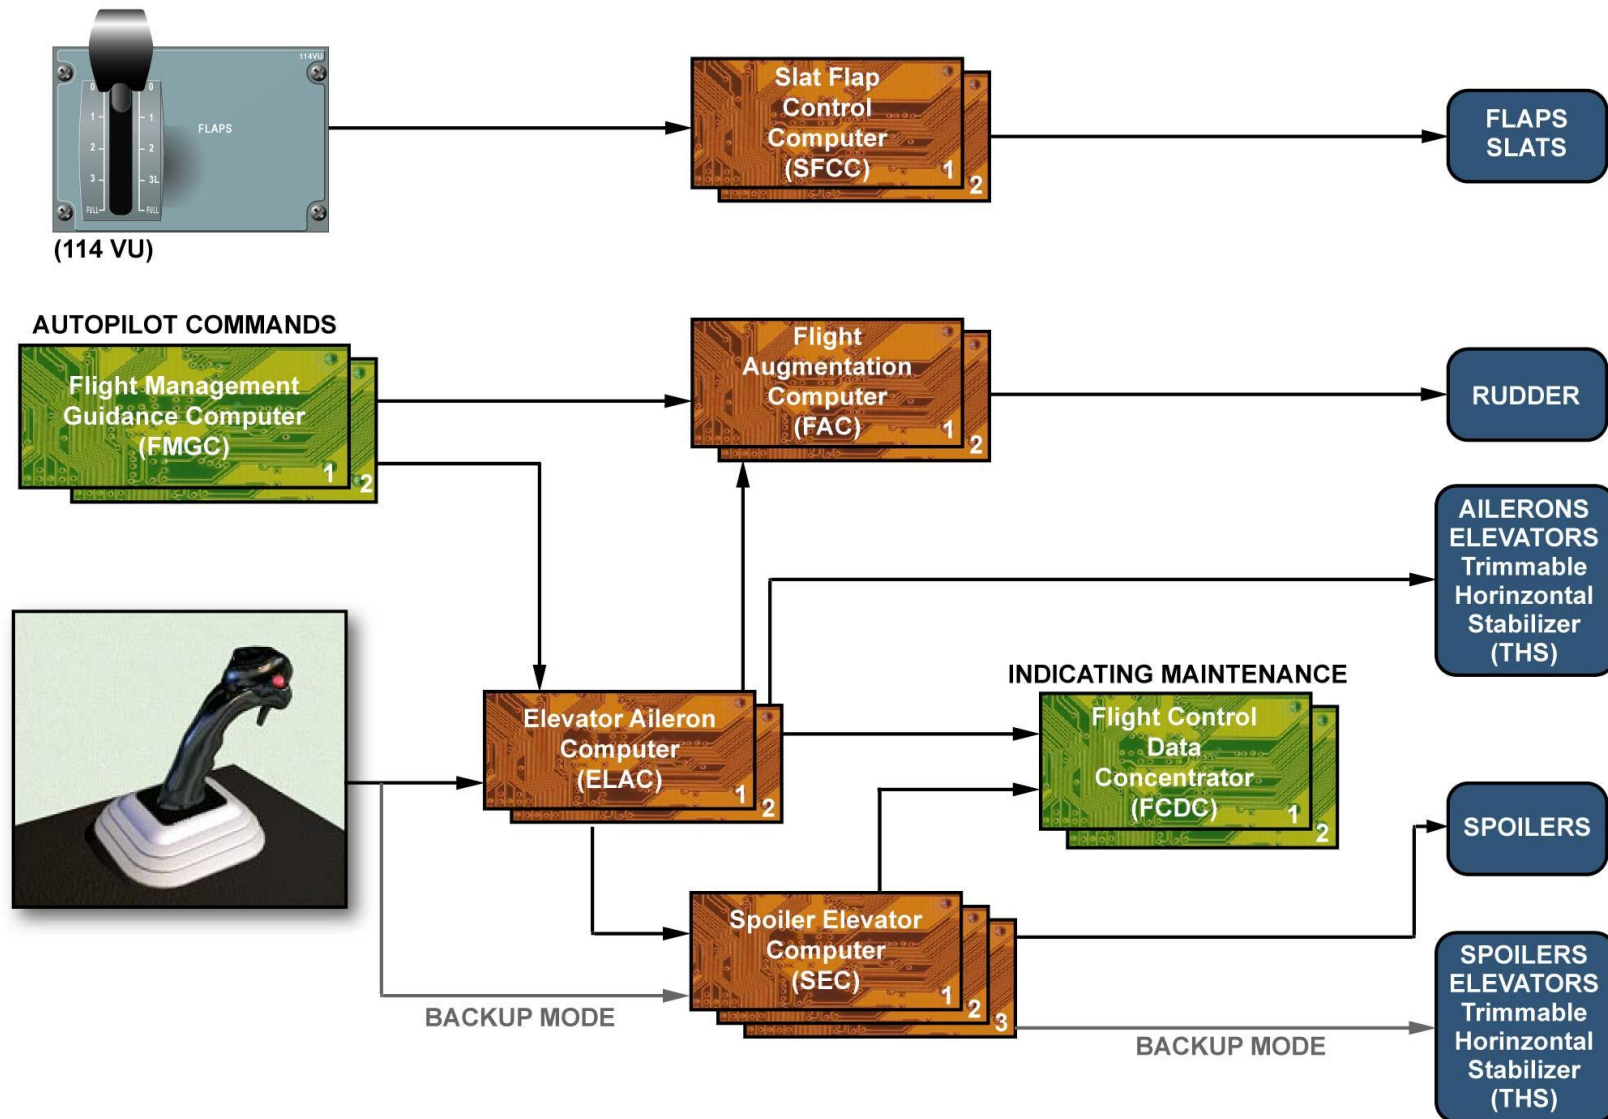 114VU
0 0
1 1
2 2
3 3L
FULL FULL
FLAPS
(114 VU)
Slat Flap
Control
Computer
(SFCC)
1
2
FLAPS
SLATS
AUTOPILOT COMMANDS
Flight Management
Guidance Computer
(FMGC)
1
2
Flight
Augmentation
Computer
(FAC)
1
2
RUDDER
AILERONS
ELEVATORS
Trimmable
Horinzontal
Stabilizer
(THS)
Elevator Aileron
Computer
(ELAC)
1
2
INDICATING MAINTENANCE
Flight Control
Data
Concentrator
(FCDC)
1
2
SPOILERS
Spoiler Elevator
Computer
(SEC)
1
2
3
BACKUP MODE
BACKUP MODE
SPOILERS
ELEVATORS
Trimmable
Horinzontal
Stabilizer
(THS)